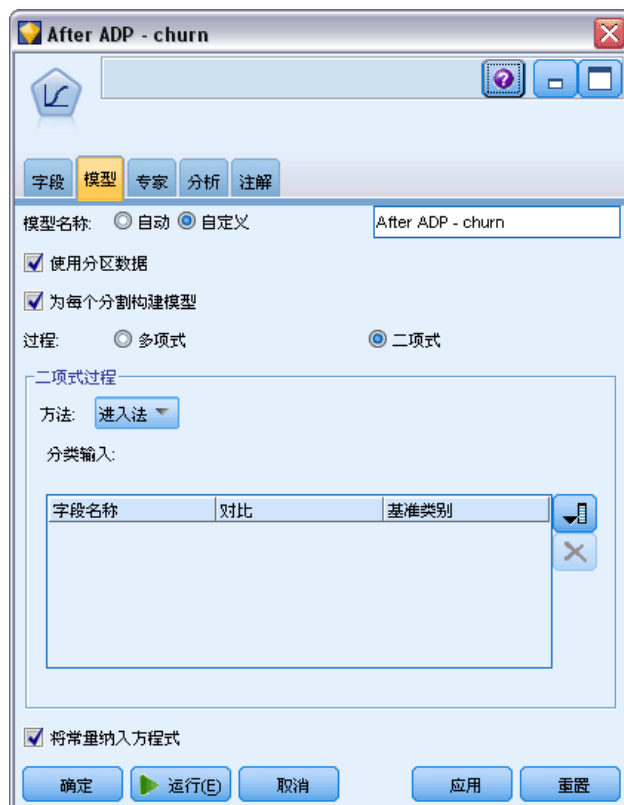 After ADP - churn
字段 模型 专家 分析 注解
模型名称: 自动 自定义 After ADP - churn
使用分区数据
为每个分割构建模型
过程: 多项式 二项式
二项式过程
方法: 进入法
分类输入:
字段名称 对比 基准类别
将常量纳入方程式
确定 运行(E) 取消 应用 重置